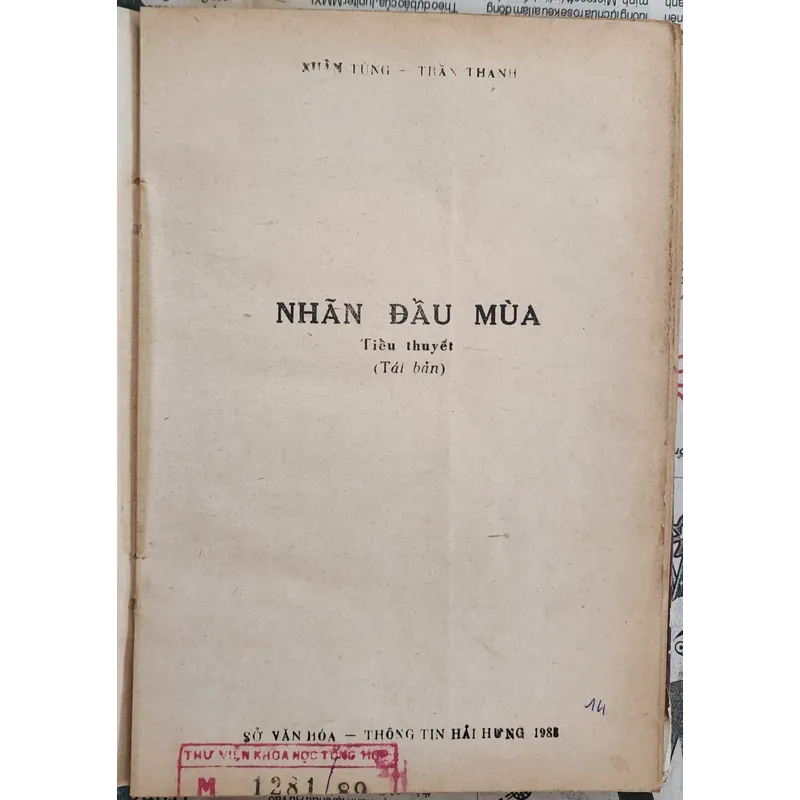 XUÂN TÙNG - TRẦN THANH
NHÃN ĐẦU MÙA
Tiểu thuyết
(Tái bản)
14
SỞ VĂN HÓA - THÔNG TIN HẢI HƯNG 1988
THƯ VIỆN KHOA HỌC TỔNG HỢP
M 1281/89